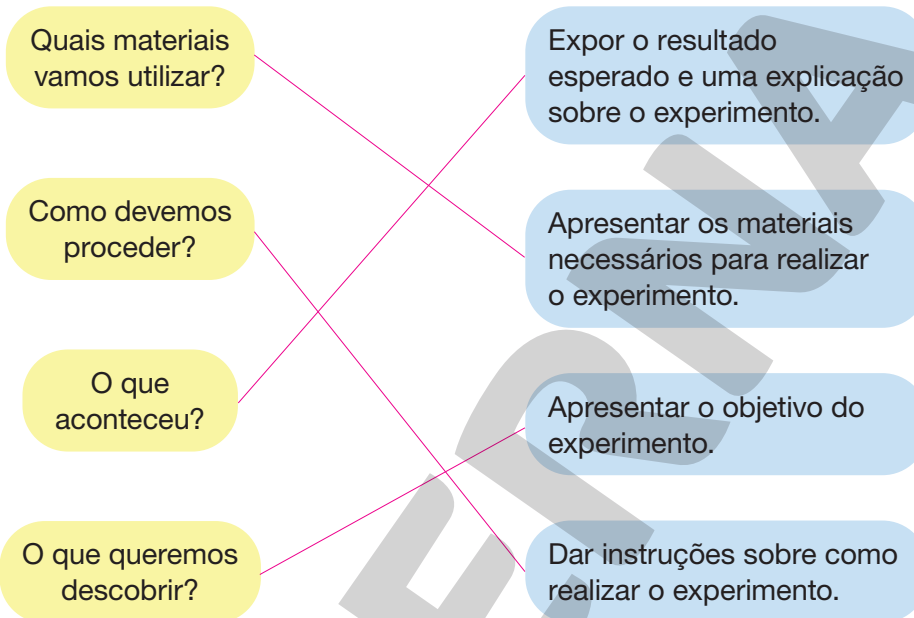 Quais materiais
vamos utilizar?
Expor o resultado
esperado e uma explicação
sobre o experimento.
Como devemos
proceder?
Apresentar os materiais
necessários para realizar
o experimento.
O que
aconteceu?
Apresentar o objetivo do
experimento.
O que queremos
descobrir?
Dar instruções sobre como
realizar o experimento.
ERNA